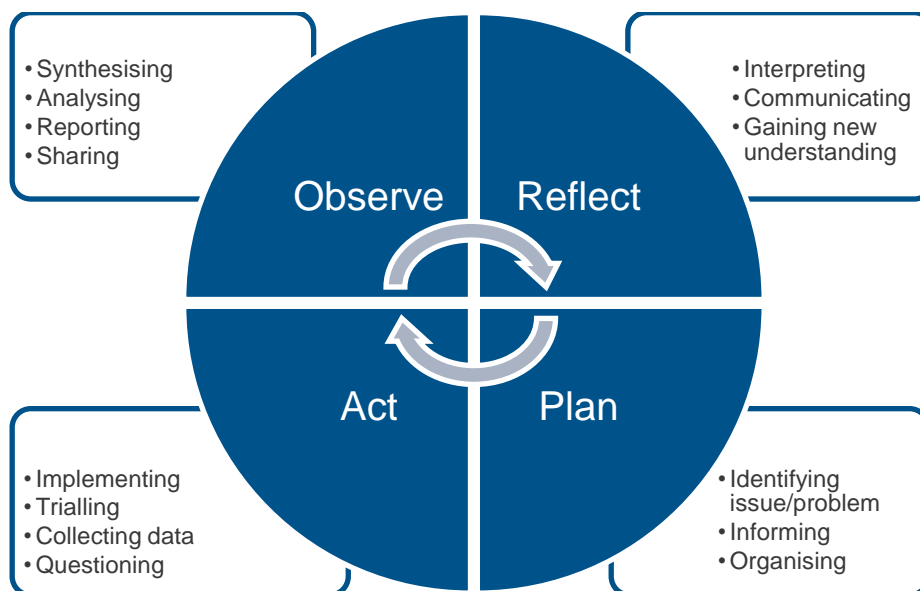 • Synthesising
• Analysing
• Reporting
• Sharing
• Interpreting
• Communicating
• Gaining new
understanding
Observe
Reflect
Act
Plan
• Implementing
• Trialling
• Collecting data
• Questioning
• Identifying
issue/problem
• Informing
• Organising